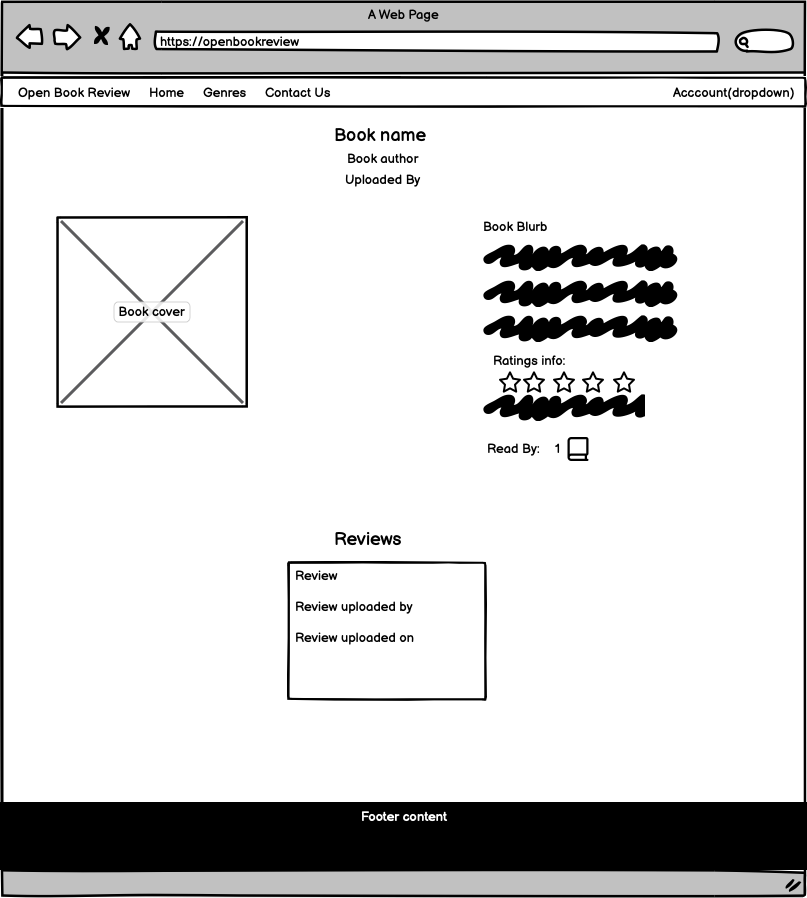 A Web Page
https://openbookreview
Open Book Review Home Genres Contact Us Acccount(dropdown)
Book name
Book author
Uploaded By
Book cover
Book Blurb
Ratings info:
Read By: 1
Reviews
Review
Review uploaded by
Review uploaded on
Footer content